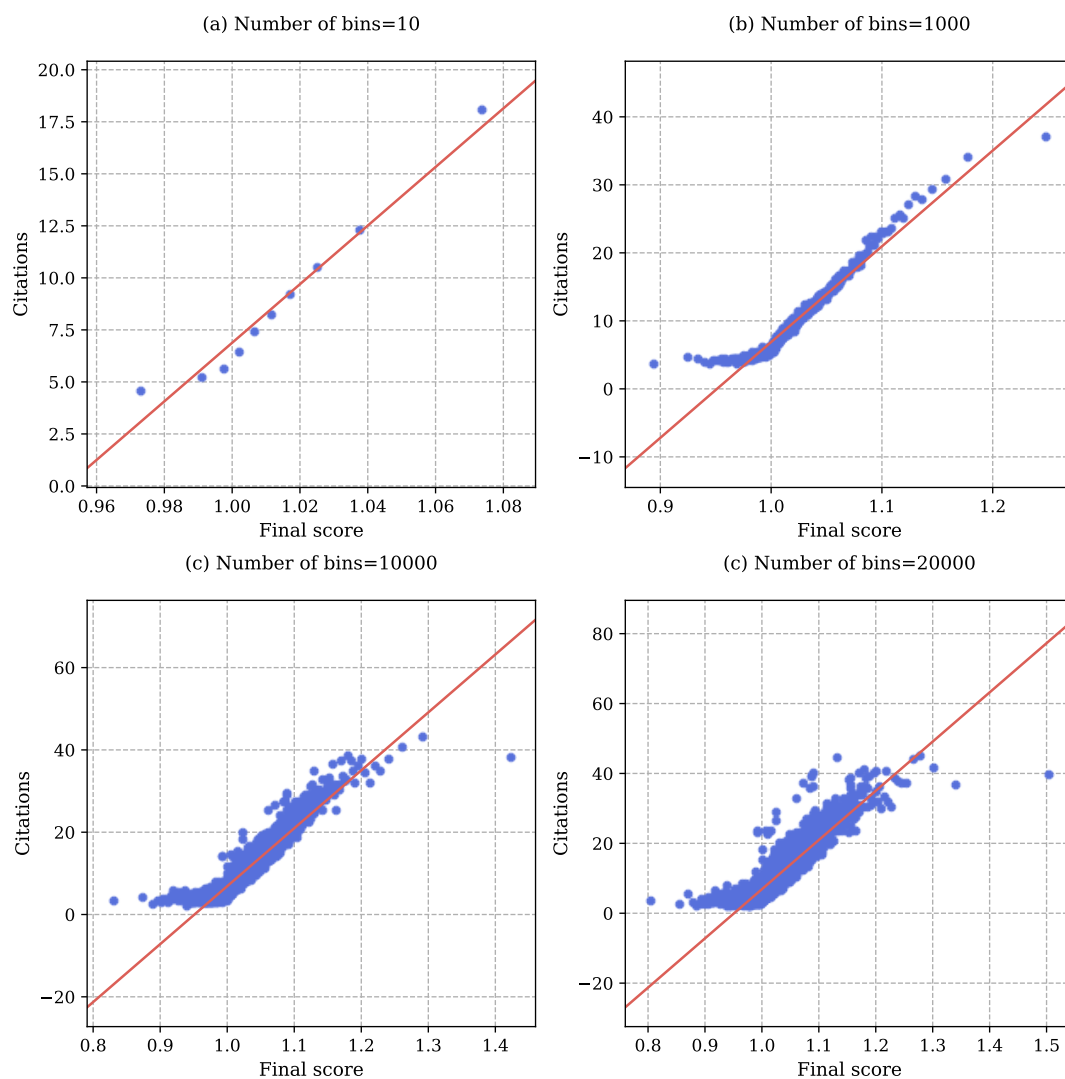 (a) Number of bins=10
20.0
17.5
15.0
12.5
10.0
7.5
5.0
2.5
0.0
Citations
0.96 0.98 1.00 1.02 1.04 1.06 1.08
Final score
(b) Number of bins=1000
40
30
20
10
0
−10
Citations
0.9 1.0 1.1 1.2
Final score
(c) Number of bins=10000
60
40
20
0
−20
Citations
0.8 0.9 1.0 1.1 1.2 1.3 1.4
Final score
(c) Number of bins=20000
80
60
40
20
0
−20
Citations
0.8 0.9 1.0 1.1 1.2 1.3 1.4 1.5
Final score